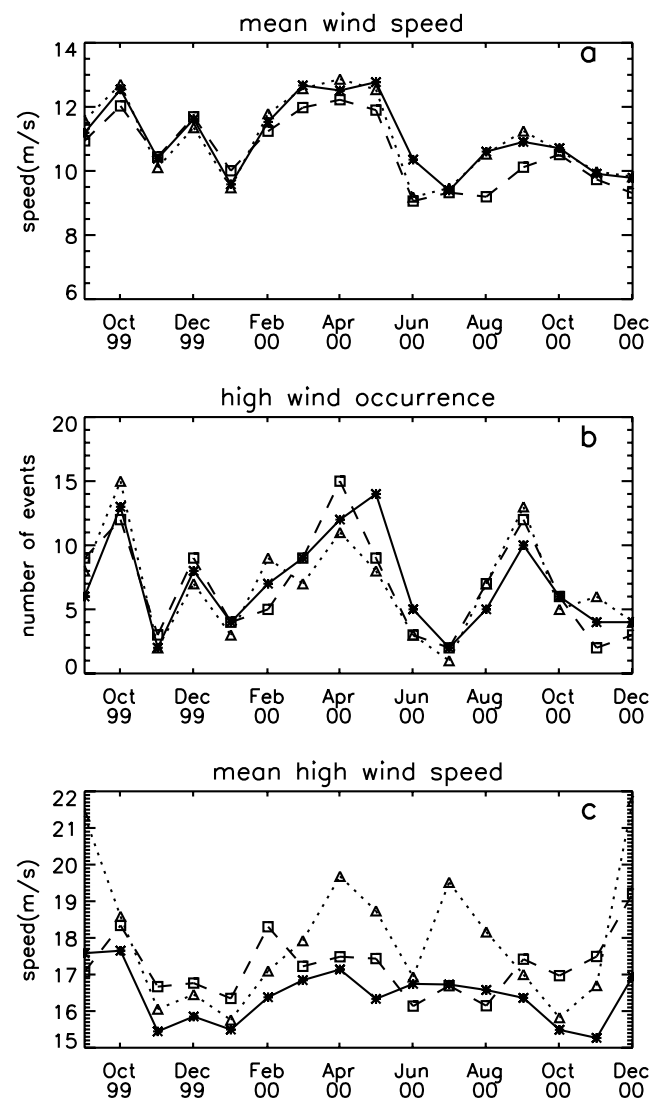 mean wind speed
a
14
12
10
8
6
speed(m/s)
Oct Dec Feb Apr Jun Aug Oct Dec
99 99 00 00 00 00 00 00
high wind occurrence
b
20
15
10
5
0
number of events
Oct Dec Feb Apr Jun Aug Oct Dec
99 99 00 00 00 00 00 00
mean high wind speed
c
22
21
20
19
18
17
16
15
speed(m/s)
Oct Dec Feb Apr Jun Aug Oct Dec
99 99 00 00 00 00 00 00